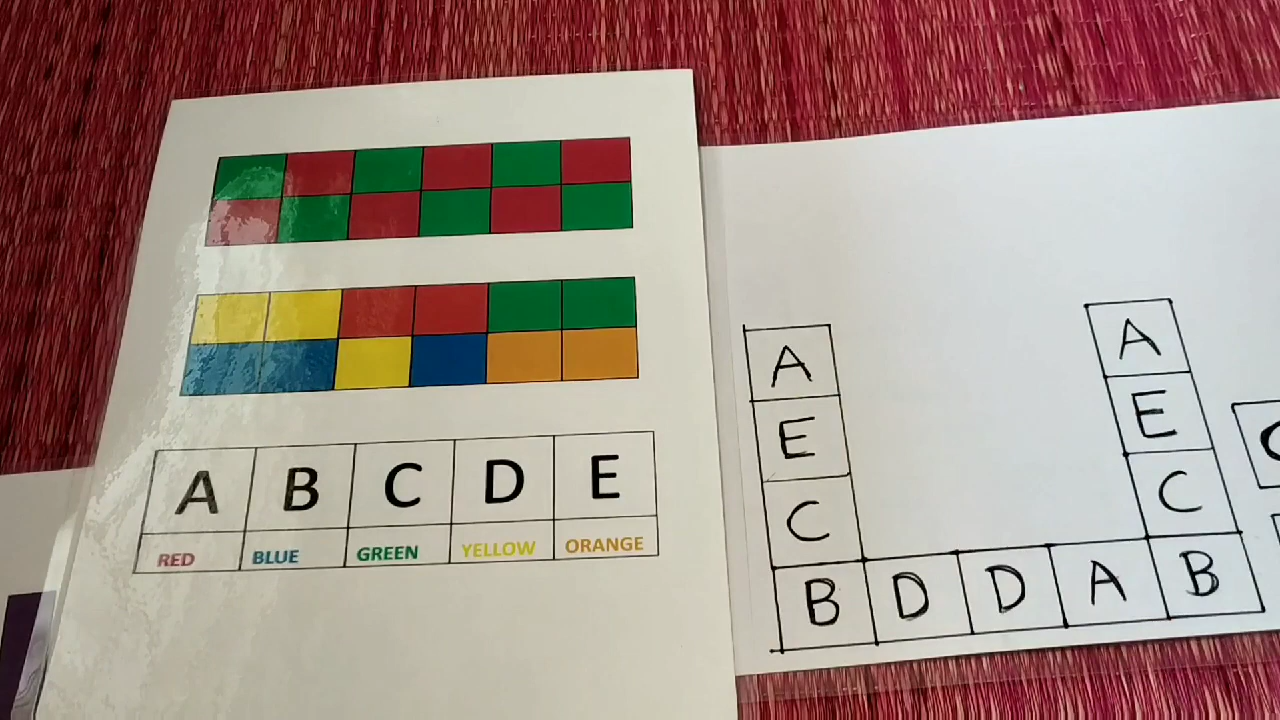 A B C D E
RED BLUE GREEN YELLOW ORANGE
A A
E E
C C
B D D A B